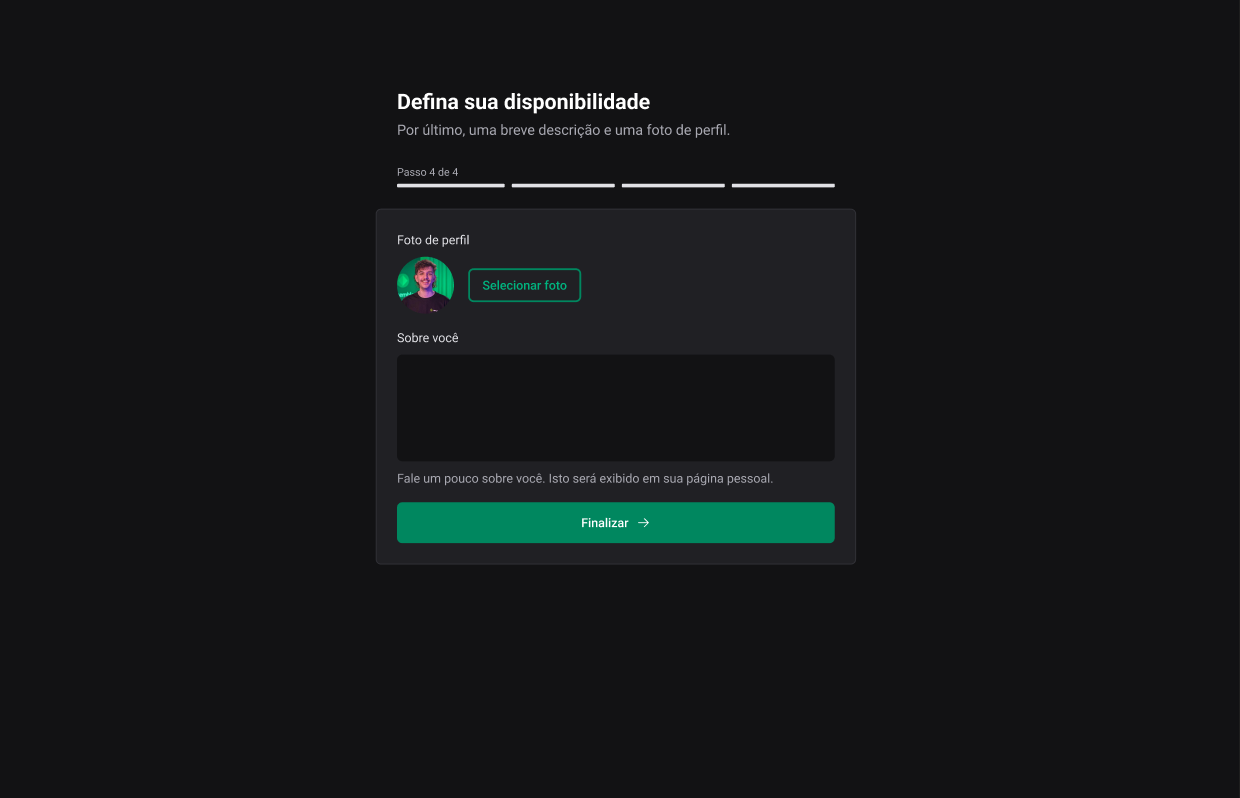 Defina sua disponibilidade
Por último, uma breve descrição e uma foto de perfil.
Passo 4 de 4
Foto de perfil
Selecionar foto
Sobre você
Fale um pouco sobre você. Isto será exibido em sua página pessoal.
Finalizar →